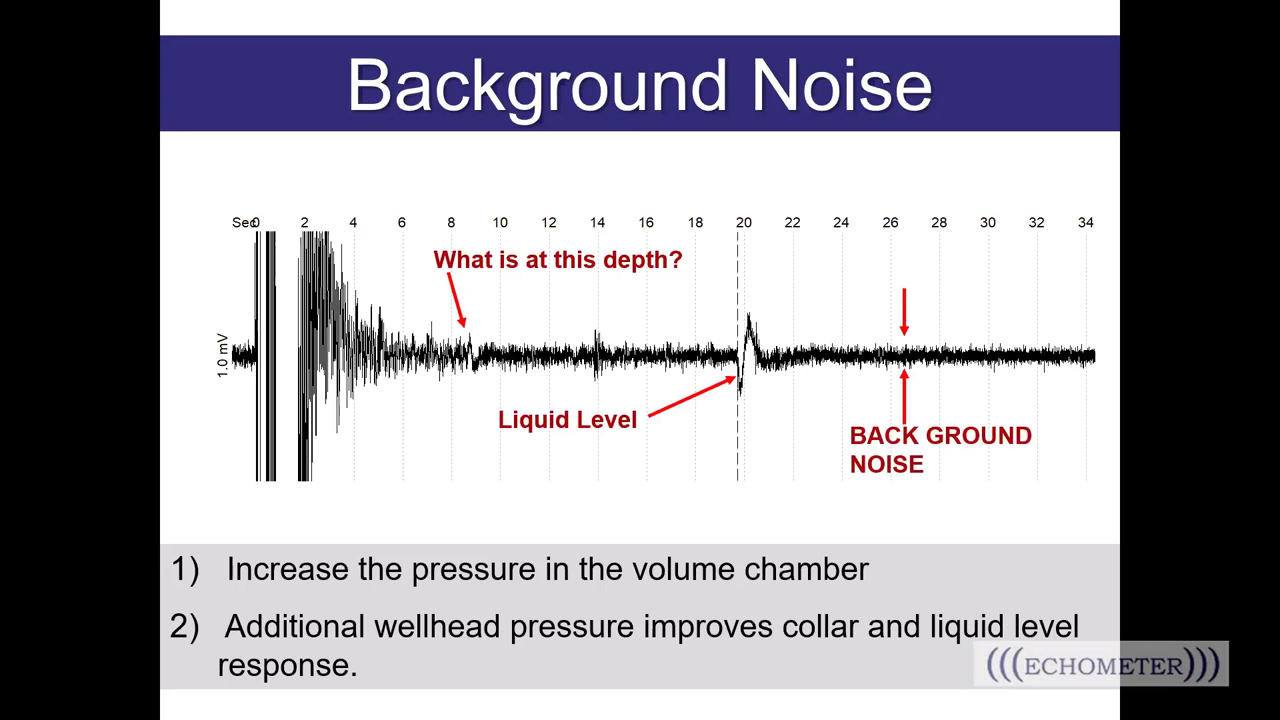 Background Noise
Sec 0 2 4 6 8 10 12 14 16 18 20 22 24 26 28 30 32 34
What is at this depth?
1.0 mV
Liquid Level
BACK GROUND
NOISE
1) Increase the pressure in the volume chamber
2) Additional wellhead pressure improves collar and liquid level
response.
(((ECHOMETER)))